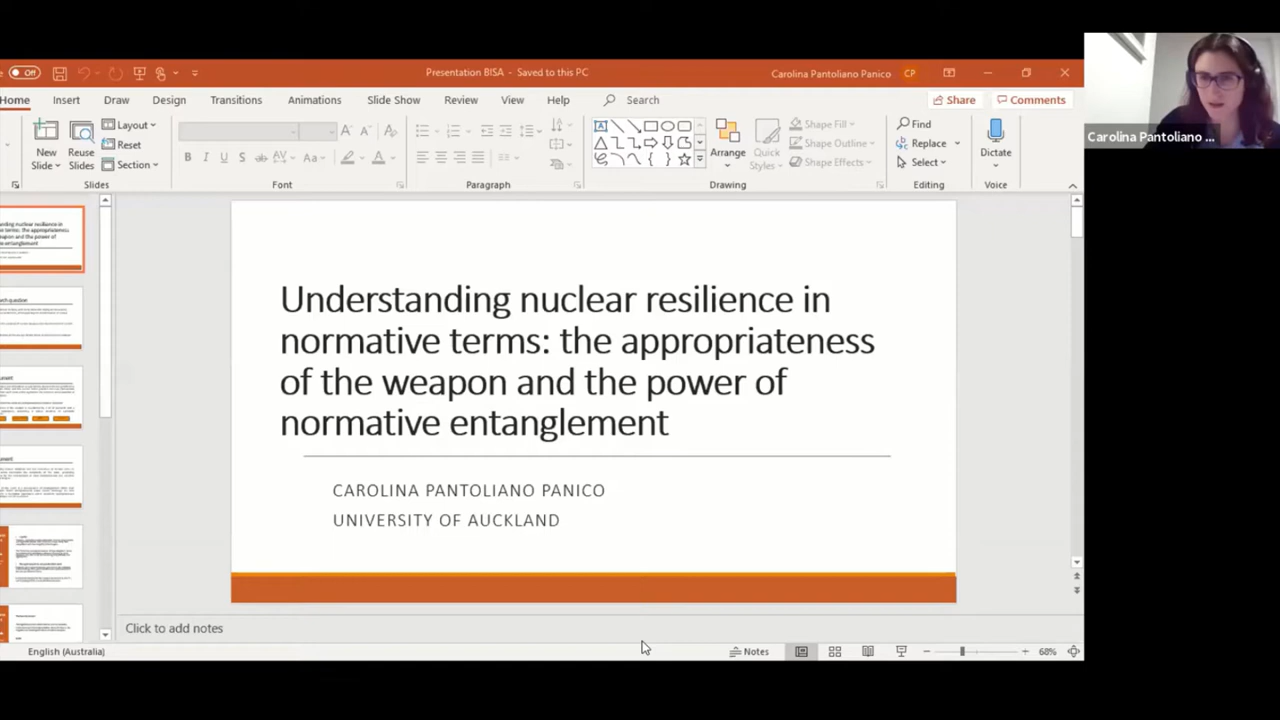 Off
Presentation BISA - Saved to this PC
Carolina Pantoliano Panico
CP
Home Insert Draw Design Transitions Animations Slide Show Review View Help Search
Share Comments
New Slide
Reuse Slides
Layout
Reset
Section
Slides
B I U S ab AV Aa A
Font
Paragraph
Arrange
Quick Styles
Shape Fill
Shape Outline
Shape Effects
Drawing
Find
Replace
Select
Editing
Dictate
Voice
Carolina Pantoliano ...
Understanding nuclear resilience in
normative terms: the appropriateness
of the weapon and the power of
normative entanglement
CAROLINA PANTOLIANO PANICO
UNIVERSITY OF AUCKLAND
Click to add notes
English (Australia)
Notes
68%